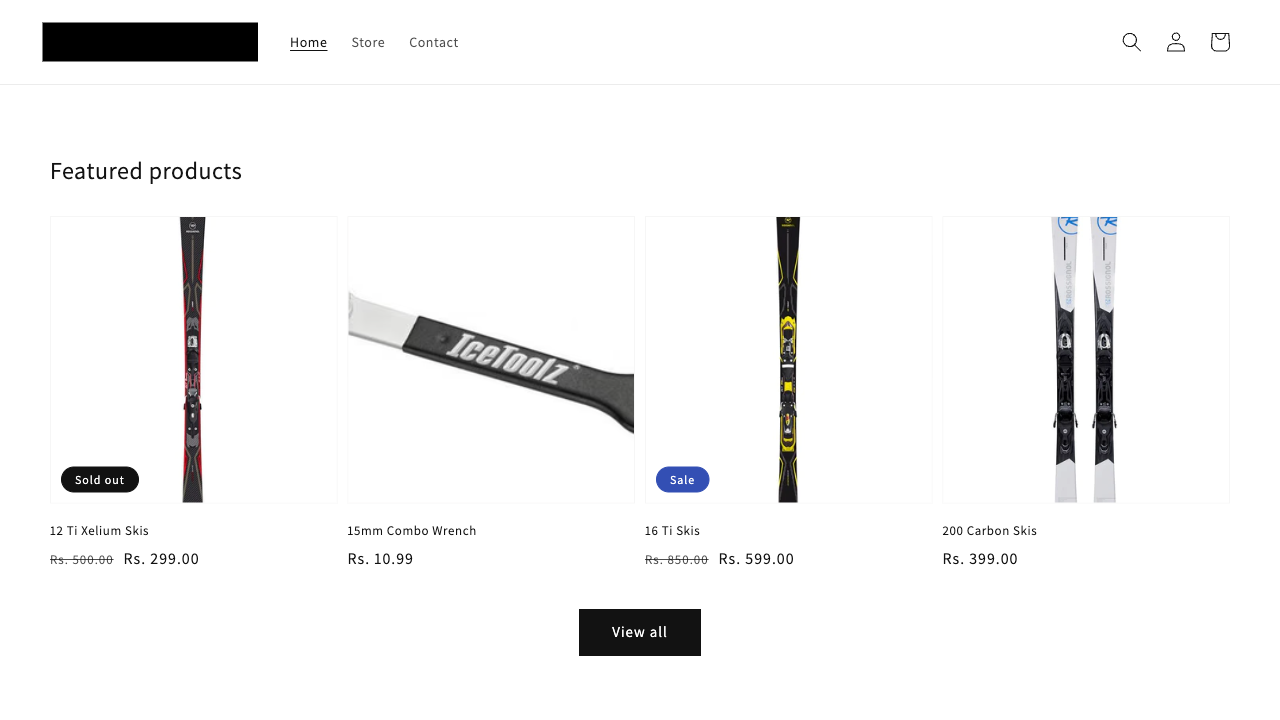 Home Store Contact
Featured products
IceToolz
Sold out
Sale
12 Ti Xelium Skis
15mm Combo Wrench
16 Ti Skis
200 Carbon Skis
Rs. 500.00 Rs. 299.00
Rs. 10.99
Rs. 850.00 Rs. 599.00
Rs. 399.00
View all